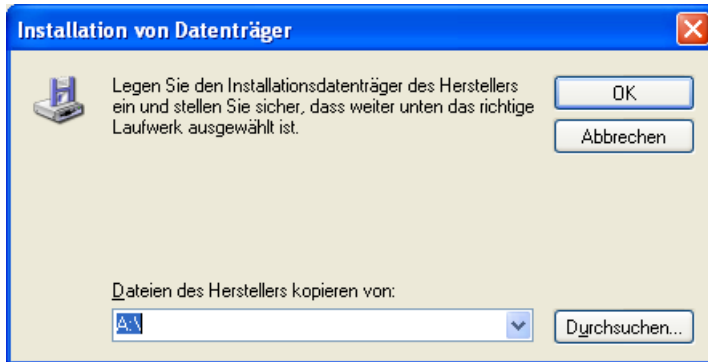 Installation von Datenträger
Legen Sie den Installationsdatenträger des Herstellers
ein und stellen Sie sicher, dass weiter unten das richtige
Laufwerk ausgewählt ist.
OK
Abbrechen
Dateien des Herstellers kopieren von:
A:\
Durchsuchen...